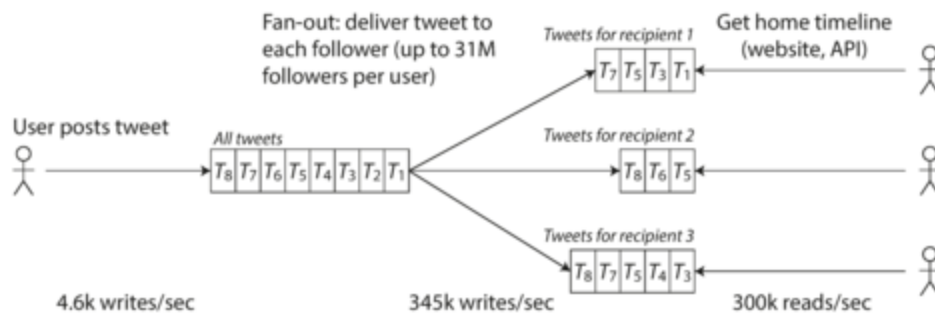 Fan-out: deliver tweet to
each follower (up to 31M
followers per user)
Tweets for recipient 1
Get home timeline
(website, API)
T7 T5 T3 T1
User posts tweet
All tweets
T8 T7 T6 T5 T4 T3 T2 T1
Tweets for recipient 2
T8 T6 T5
Tweets for recipient 3
T8 T7 T5 T4 T3
4.6k writes/sec
345k writes/sec
300k reads/sec